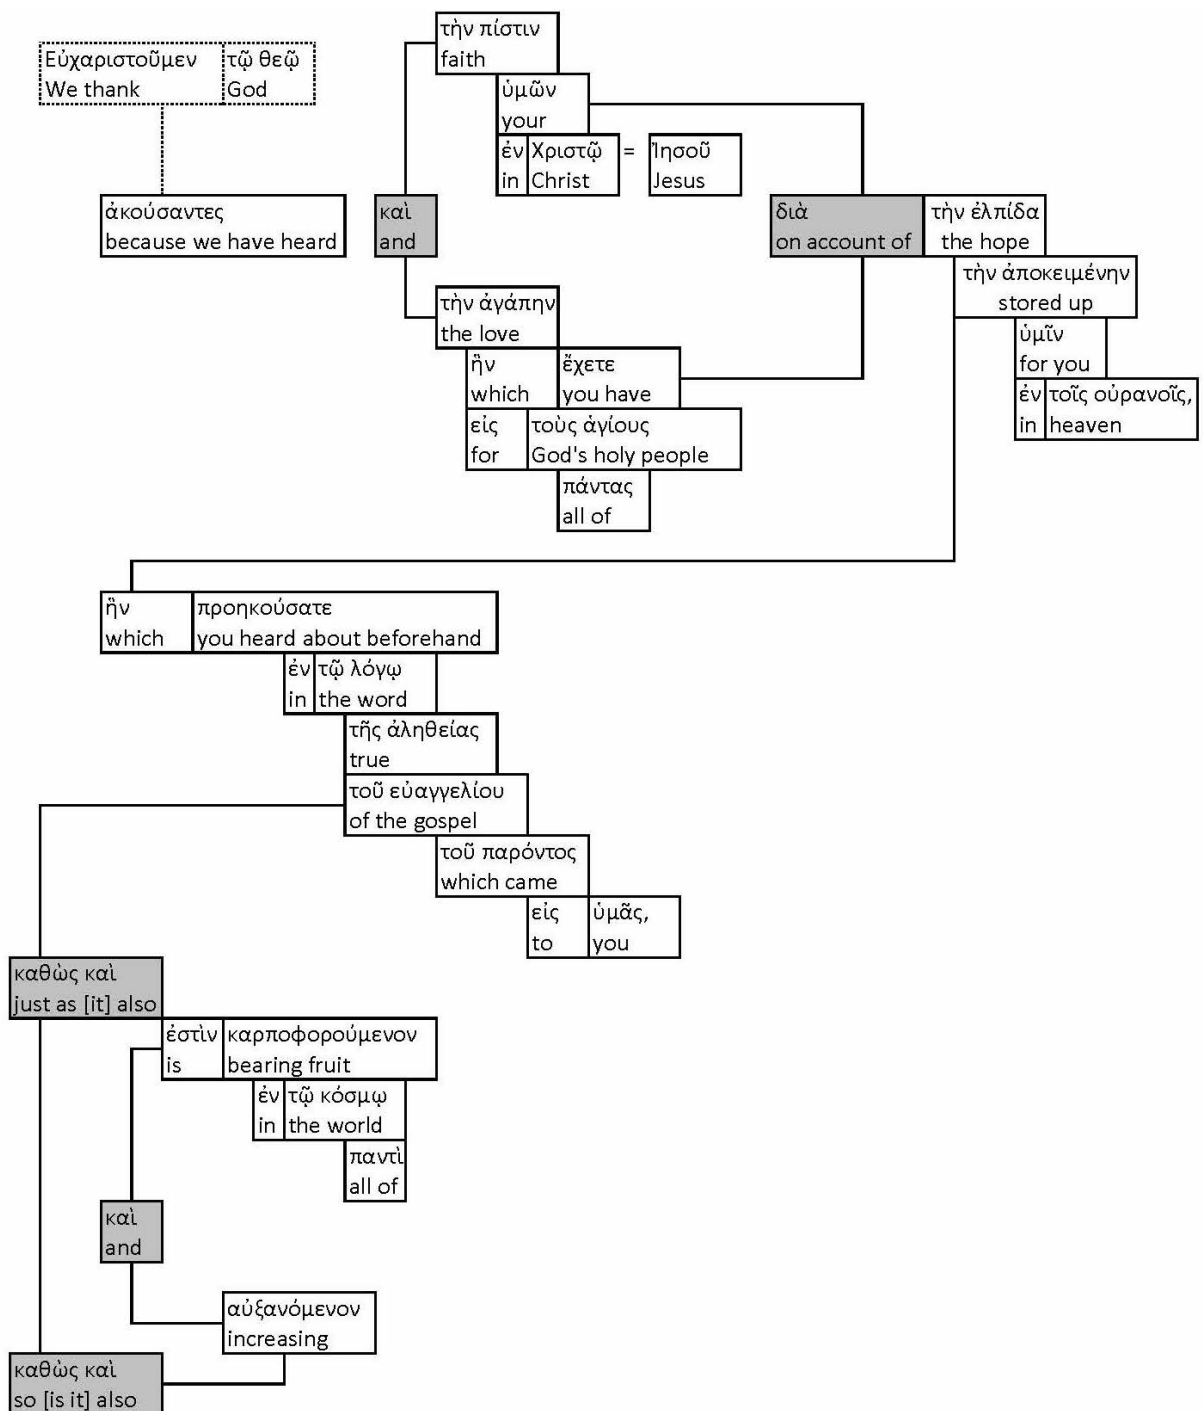 τὴν πίστιν
faith
Εὐχαριστοῦμεν τῷ θεῷ
We thank God
ὑμῶν
your
ἐν Χριστῷ = Ἰησοῦ
in Christ Jesus
ἀκούσαντες
because we have heard
καὶ
and
διὰ τὴν ἐλπίδα
on account of the hope
τὴν ἀποκειμένην
stored up
τὴν ἀγάπην
the love
ὑμῖν
for you
ἣν ἔχετε
which you have
ἐν τοῖς οὐρανοῖς,
in heaven
εἰς τοὺς ἁγίους
for God's holy people
πάντας
all of
ἣν προηκούσατε
which you heard about beforehand
ἐν τῷ λόγῳ
in the word
τῆς ἀληθείας
true
τοῦ εὐαγγελίου
of the gospel
τοῦ παρόντος
which came
εἰς ὑμᾶς,
to you
καθὼς καὶ
just as [it] also
ἐστὶν καρποφορούμενον
is bearing fruit
ἐν τῷ κόσμῳ
in the world
παντὶ
all of
καὶ
and
αὐξανόμενον
increasing
καθὼς καὶ
so [is it] also